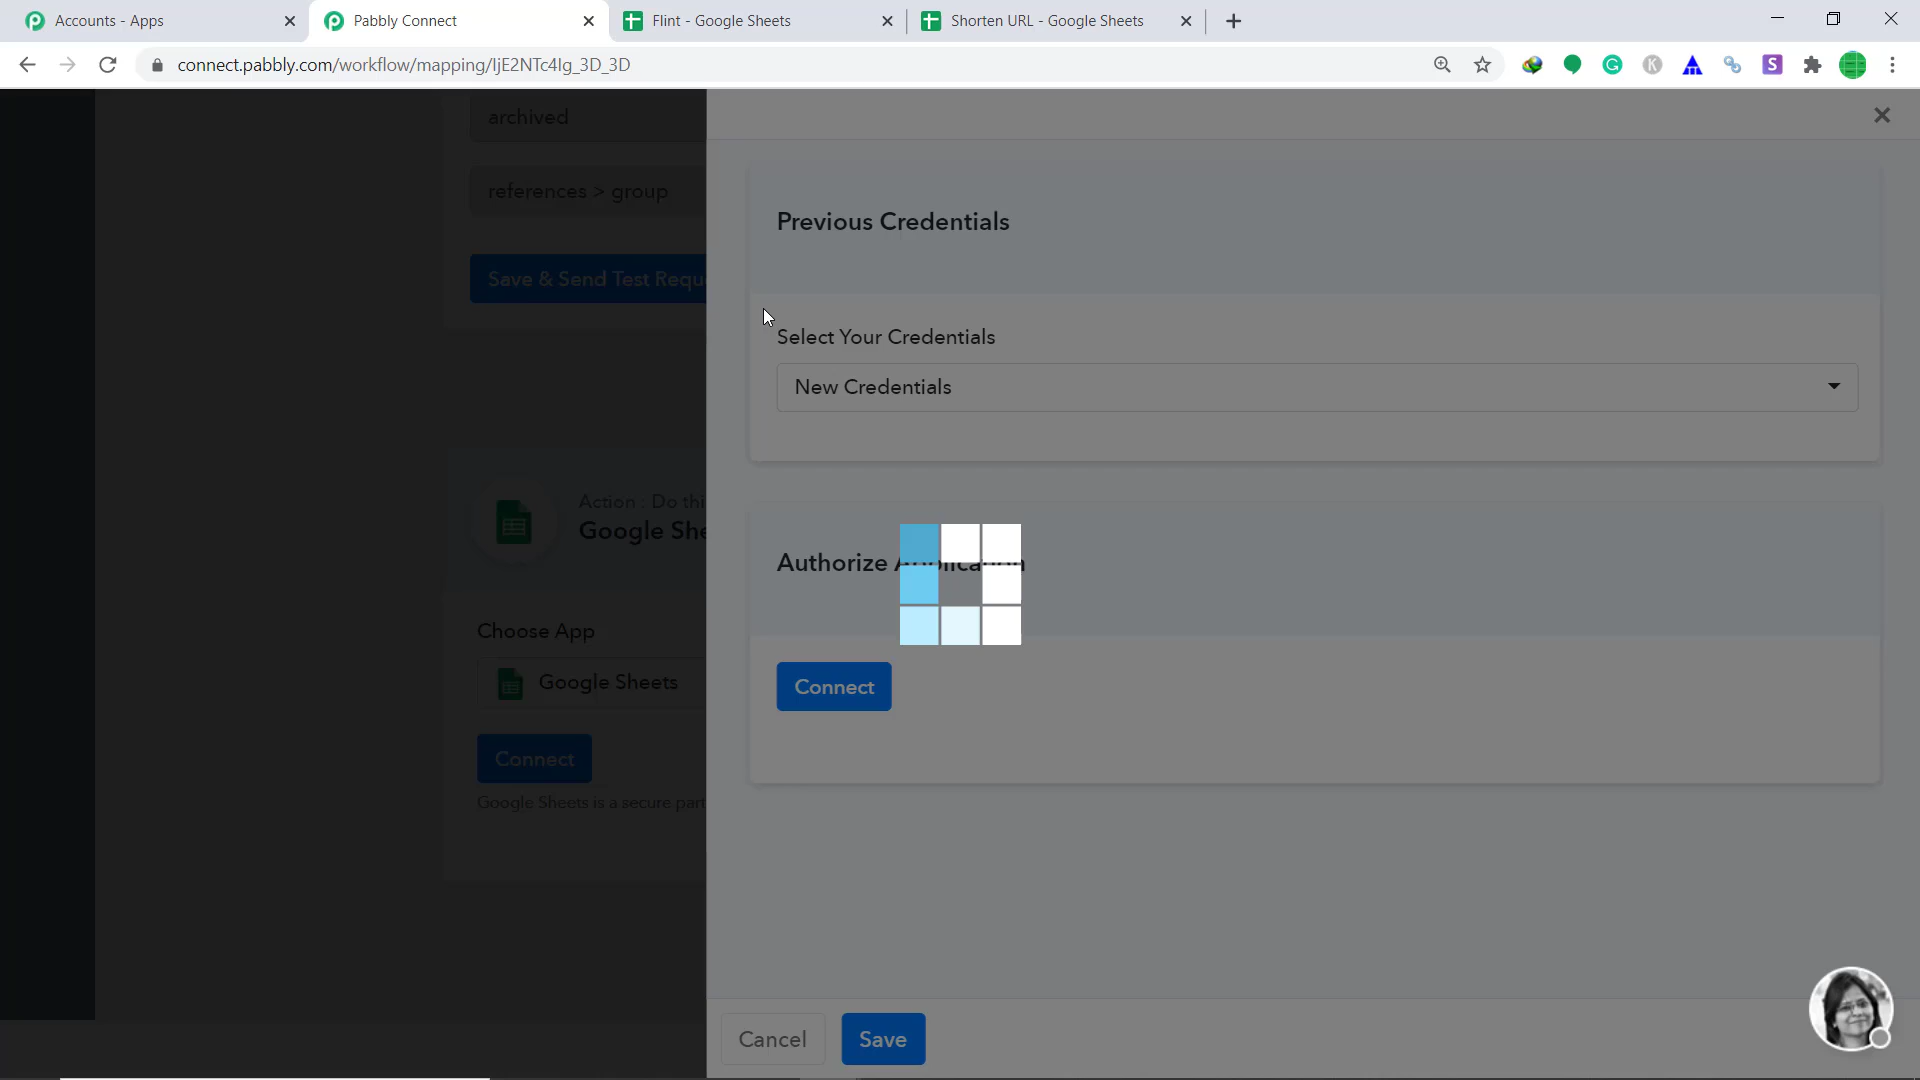 Accounts - Apps
Pabbly Connect
Flint - Google Sheets
Shorten URL - Google Sheets
connect.pabbly.com/workflow/mapping/IjE2NTc4Ig_3D_3D
archived
references > group
Save & Send Test Requ
Previous Credentials
Select Your Credentials
New Credentials
Action : Do thi
Google She
Authorize Application
Choose App
Google Sheets
Connect
Connect
Google Sheets is a secure part
Cancel
Save